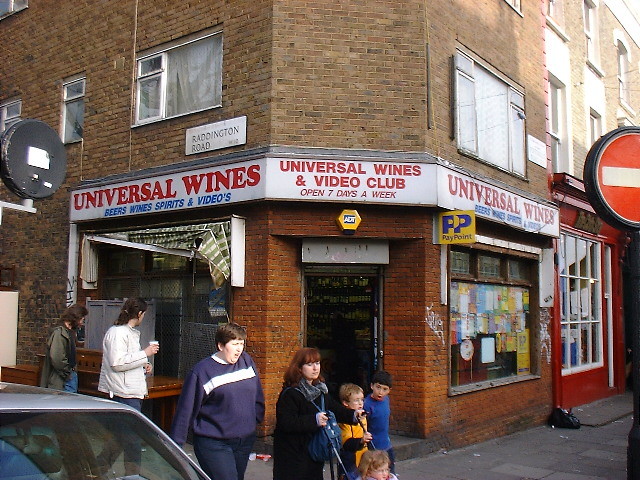 RADDINGTON
ROAD
UNIVERSAL WINES
BEERS WINES SPIRITS & VIDEO'S
UNIVERSAL WINES
& VIDEO CLUB
OPEN 7 DAYS A WEEK
ADT
PP
PayPoint
UNIVERSAL WINES
BEERS WINES SPIRITS &